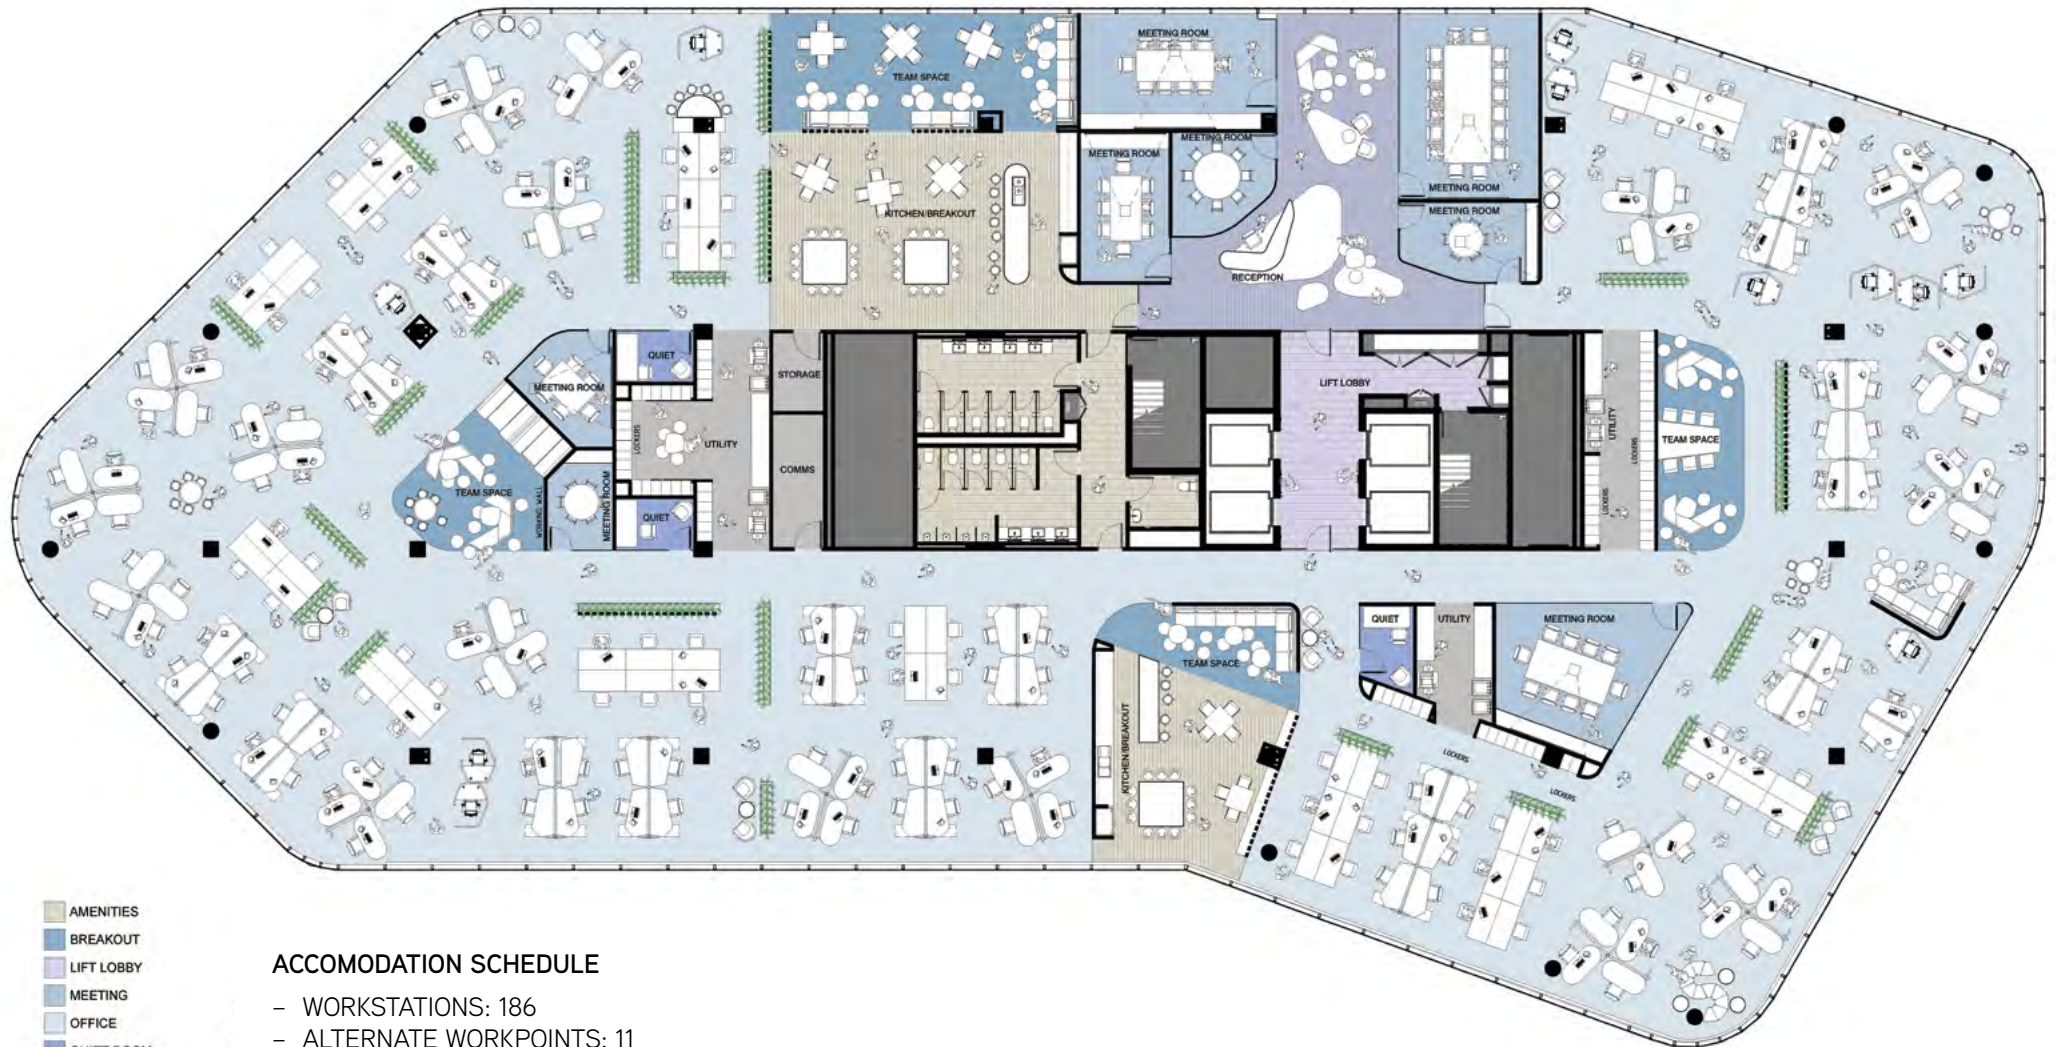 MEETING ROOM
TEAM SPACE
MEETING ROOM
MEETING ROOM
MEETING ROOM
MEETING ROOM
KITCHEN/BREAKOUT
RECEPTION
QUIET
STORAGE
LIFT LOBBY
MEETING ROOM
LOCKERS
UTILITY
UTILITY
LOCKERS
TEAM SPACE
COMMS
TEAM SPACE
WORKING WALL
MEETING ROOM
QUIET
LOCKERS
QUIET
UTILITY
MEETING ROOM
TEAM SPACE
KITCHEN/BREAKOUT
LOCKERS
LOCKERS
AMENITIES
BREAKOUT
LIFT LOBBY
MEETING
OFFICE
ACCOMODATION SCHEDULE
– WORKSTATIONS: 186
– ALTERNATE WORKPOINTS: 11